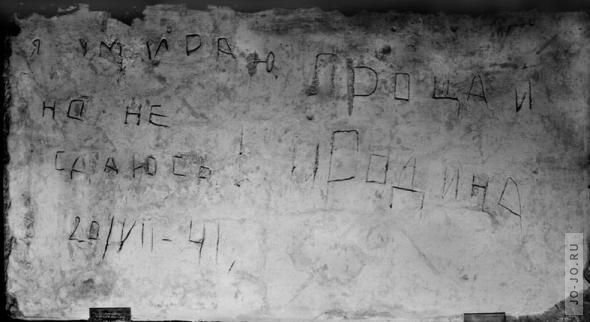 Я УМИРАЮ
НО НЕ
СДАЮСЬ!
20/VII-41.
ПРОЩАЙ
РОДИНА
JO-JO.RU